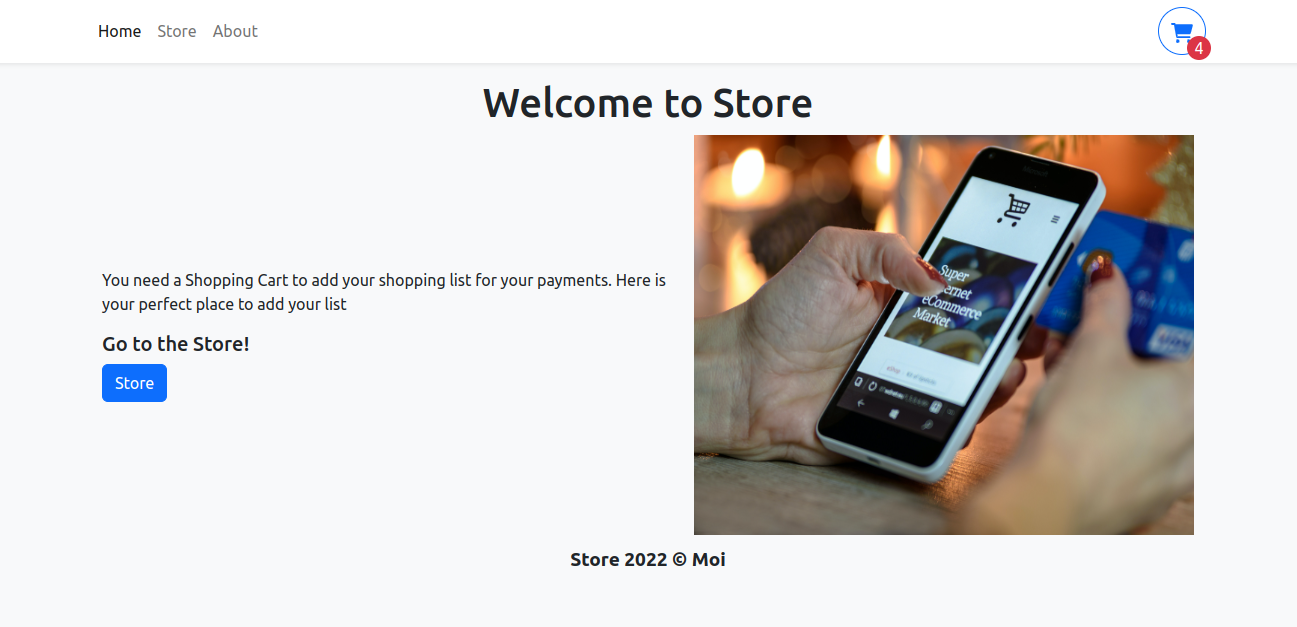 Home Store About
4
Welcome to Store
You need a Shopping Cart to add your shopping list for your payments. Here is
your perfect place to add your list
Go to the Store!
Store
Super
eCommerce
Market
Store 2022 © Moi